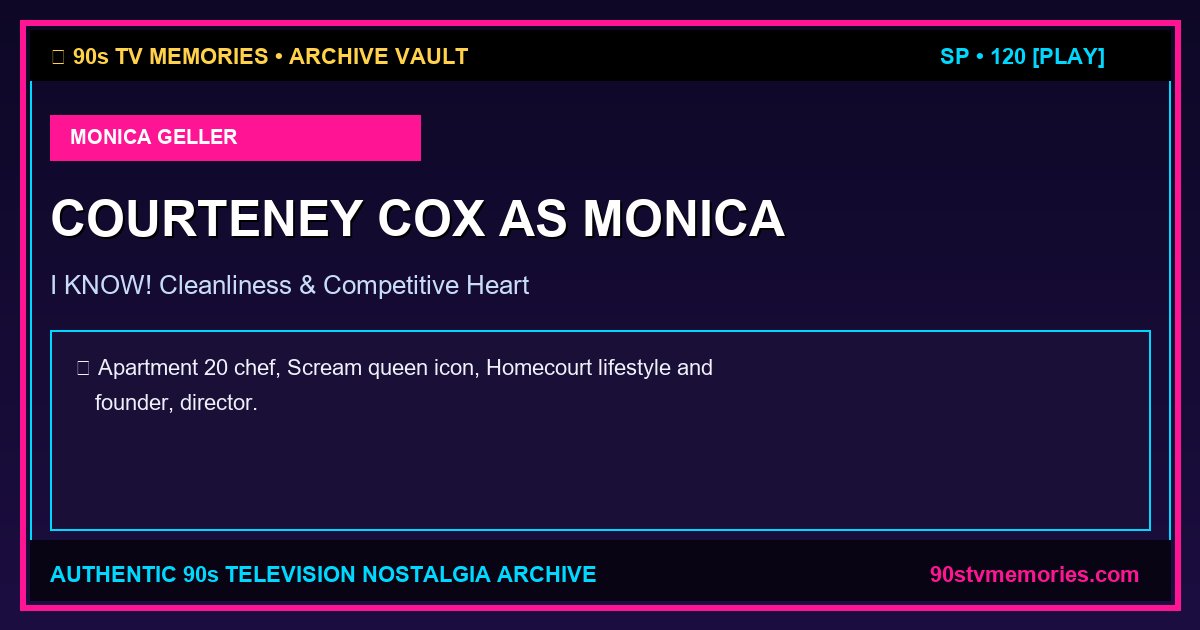 90s TV MEMORIES • ARCHIVE VAULT
SP • 120 [PLAY]
MONICA GELLER
COURTENEY COX AS MONICA
I KNOW! Cleanliness & Competitive Heart
Apartment 20 chef, Scream queen icon, Homecourt lifestyle and
founder, director.
AUTHENTIC 90s TELEVISION NOSTALGIA ARCHIVE
90stvmemories.com